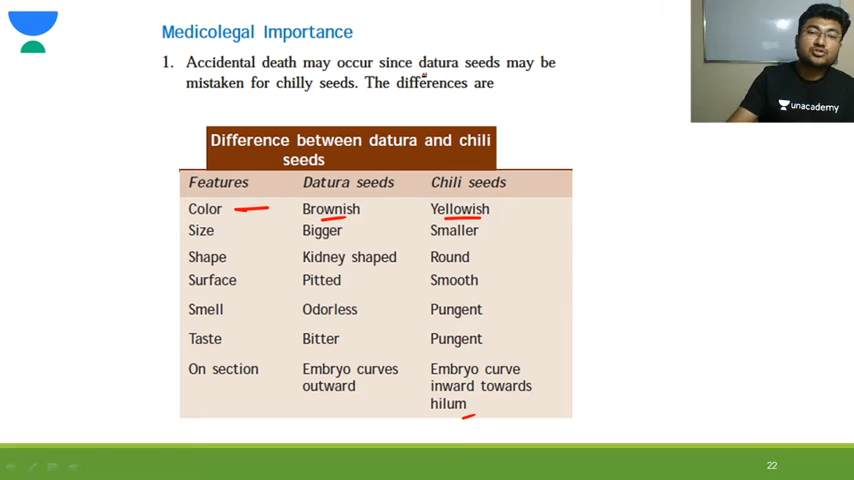 Medicolegal Importance
1. Accidental death may occur since datura seeds may be
mistaken for chilly seeds. The differences are
unacademy
Difference between datura and chili
seeds
Features Datura seeds Chili seeds
Color Brownish Yellowish
Size Bigger Smaller
Shape Kidney shaped Round
Surface Pitted Smooth
Smell Odorless Pungent
Taste Bitter Pungent
On section Embryo curves Embryo curve
outward inward towards
hilum
22